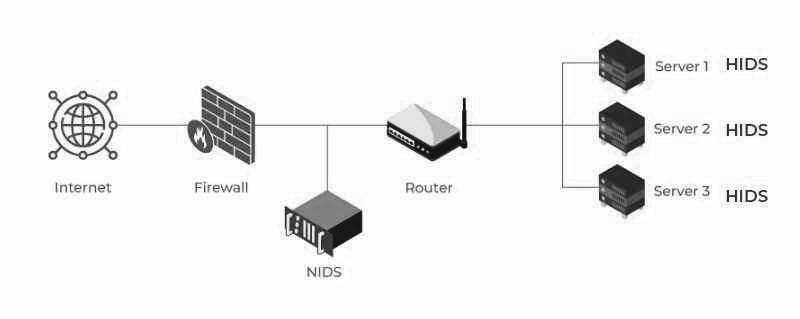 Server 1 HIDS
Server 2 HIDS
Server 3 HIDS
Internet
Firewall
Router
NIDS